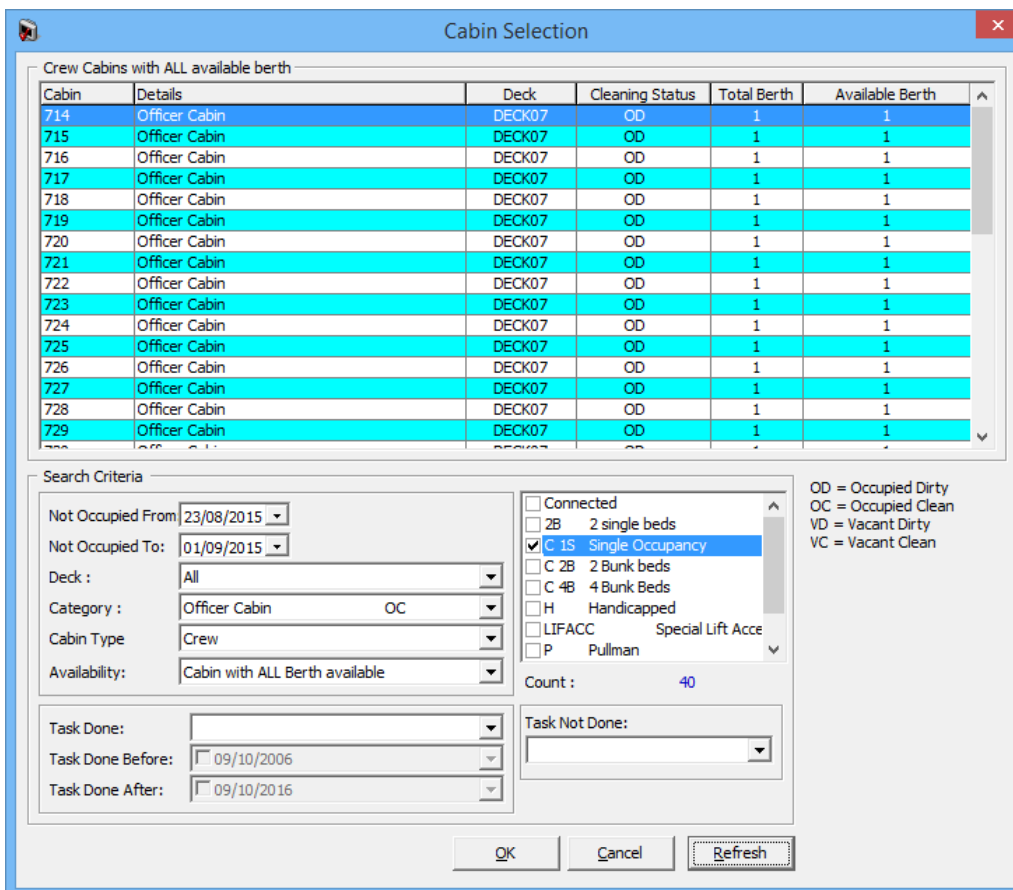 Cabin Selection
Crew Cabins with ALL available berth
Cabin Details Deck Cleaning Status Total Berth Available Berth
714 Officer Cabin DECK07 OD 1 1
715 Officer Cabin DECK07 OD 1 1
716 Officer Cabin DECK07 OD 1 1
717 Officer Cabin DECK07 OD 1 1
718 Officer Cabin DECK07 OD 1 1
719 Officer Cabin DECK07 OD 1 1
720 Officer Cabin DECK07 OD 1 1
721 Officer Cabin DECK07 OD 1 1
722 Officer Cabin DECK07 OD 1 1
723 Officer Cabin DECK07 OD 1 1
724 Officer Cabin DECK07 OD 1 1
725 Officer Cabin DECK07 OD 1 1
726 Officer Cabin DECK07 OD 1 1
727 Officer Cabin DECK07 OD 1 1
728 Officer Cabin DECK07 OD 1 1
729 Officer Cabin DECK07 OD 1 1
Search Criteria
Not Occupied From 23/08/2015
Not Occupied To: 01/09/2015
Deck : All
Category : Officer Cabin OC
Cabin Type Crew
Availability: Cabin with ALL Berth available
Connected
2B 2 single beds
C 1S Single Occupancy
C 2B 2 Bunk beds
C 4B 4 Bunk Beds
H Handicapped
LIFACC Special Lift Acce
P Pullman
Count : 40
OD = Occupied Dirty
OC = Occupied Clean
VD = Vacant Dirty
VC = Vacant Clean
Task Done:
Task Done Before: 09/10/2006
Task Done After: 09/10/2016
Task Not Done:
OK Cancel Refresh